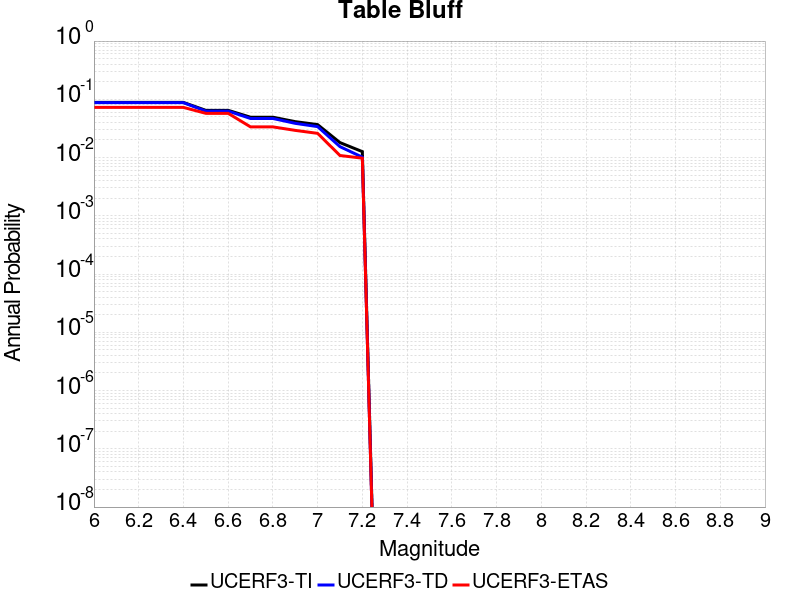 Table Bluff
10^0
10^-1
10^-2
10^-3
10^-4
10^-5
10^-6
10^-7
10^-8
Annual Probability
6 6.2 6.4 6.6 6.8 7 7.2 7.4 7.6 7.8 8 8.2 8.4 8.6 8.8 9
Magnitude
UCERF3-TI UCERF3-TD UCERF3-ETAS